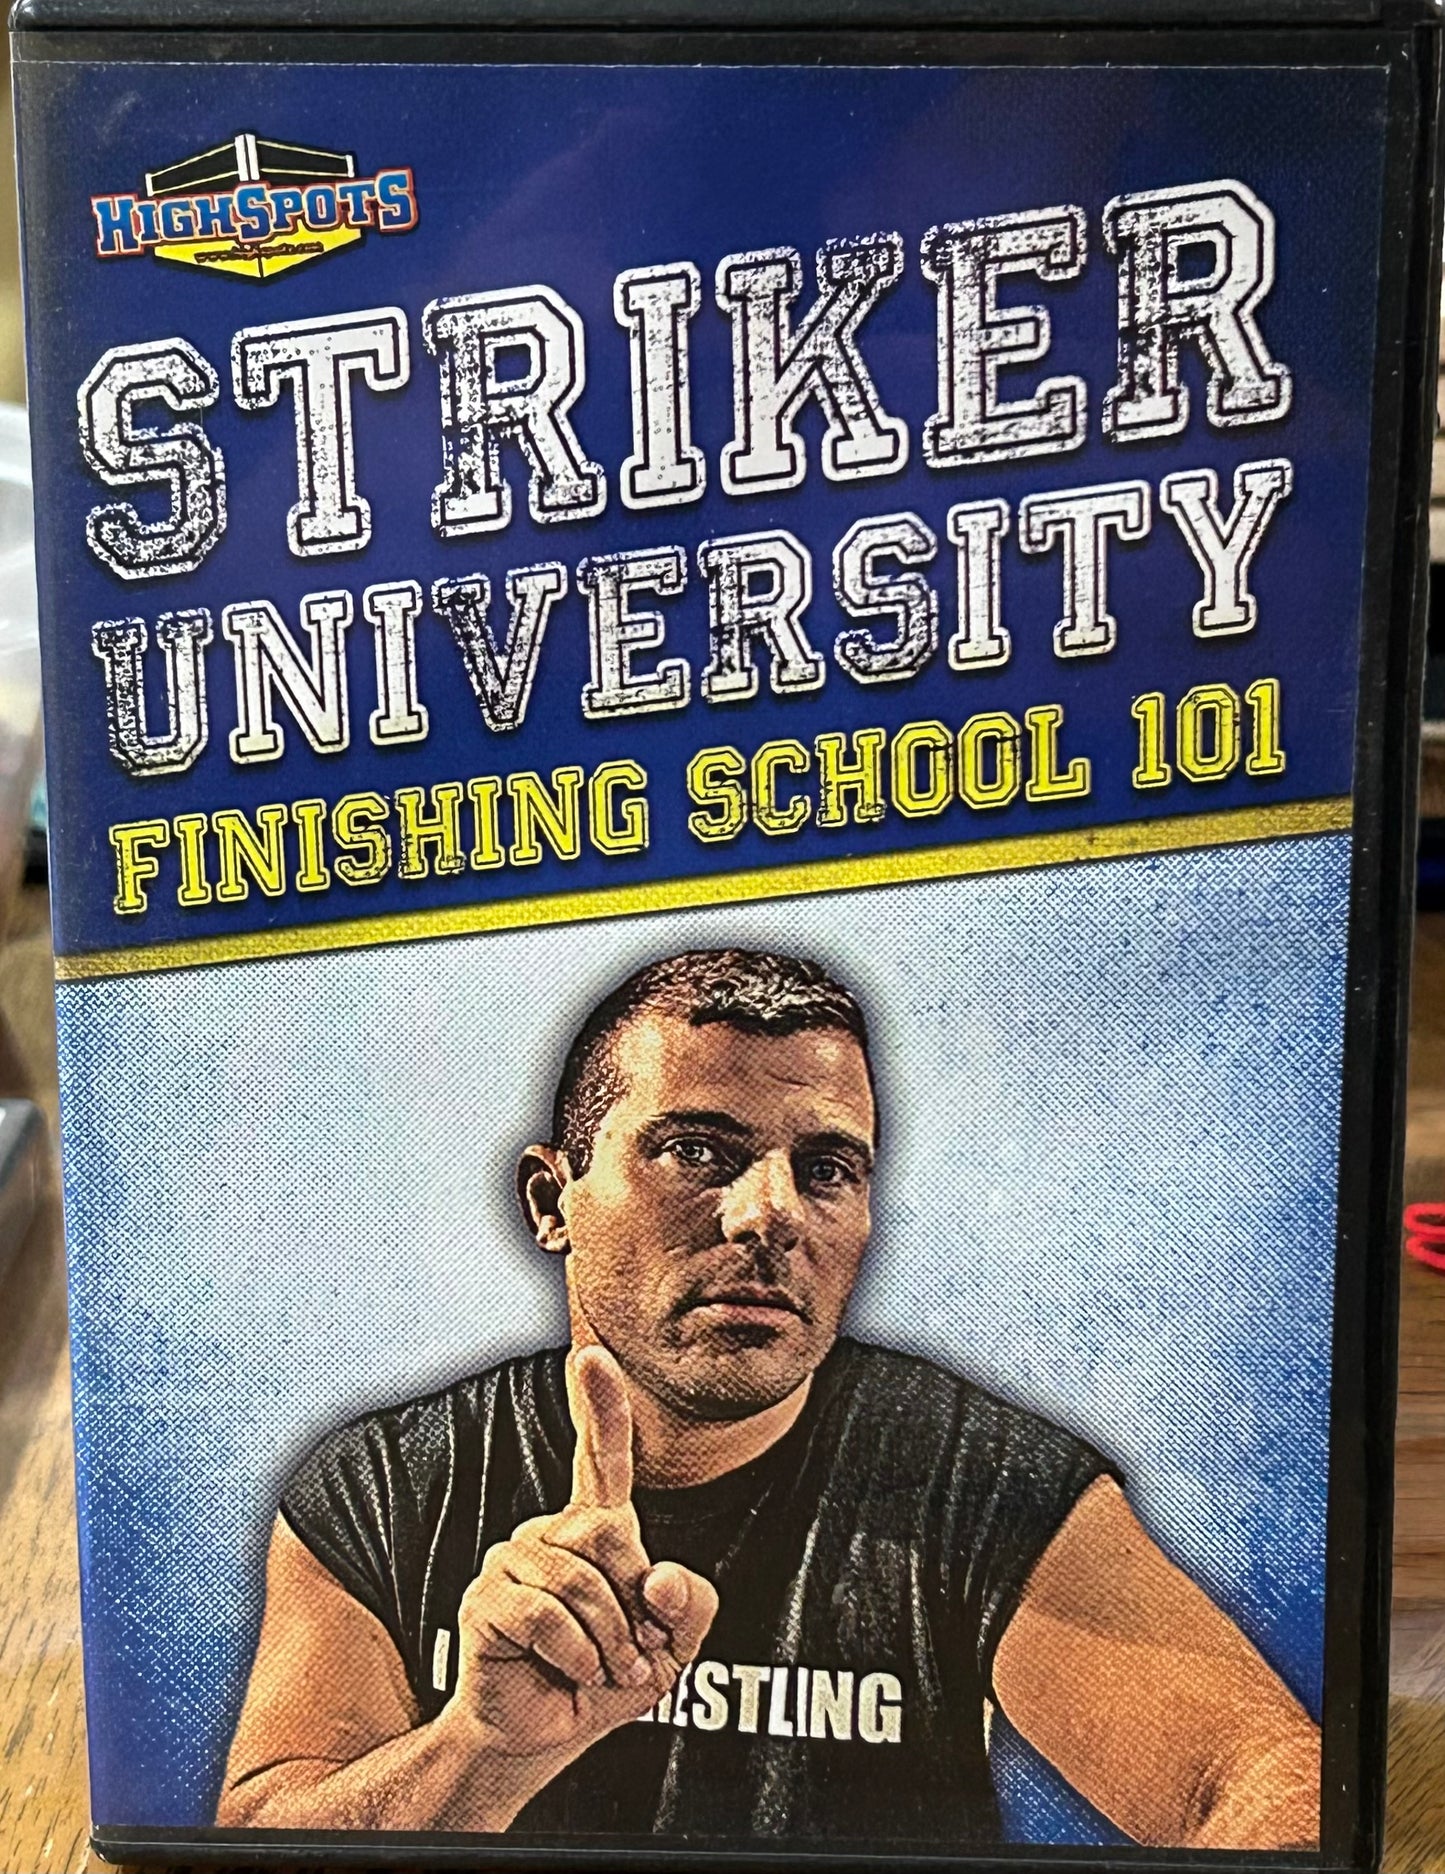 HIGHSPOTS
STRIKER
UNIVERSITY
FINISHING SCHOOL 101
ESTLING